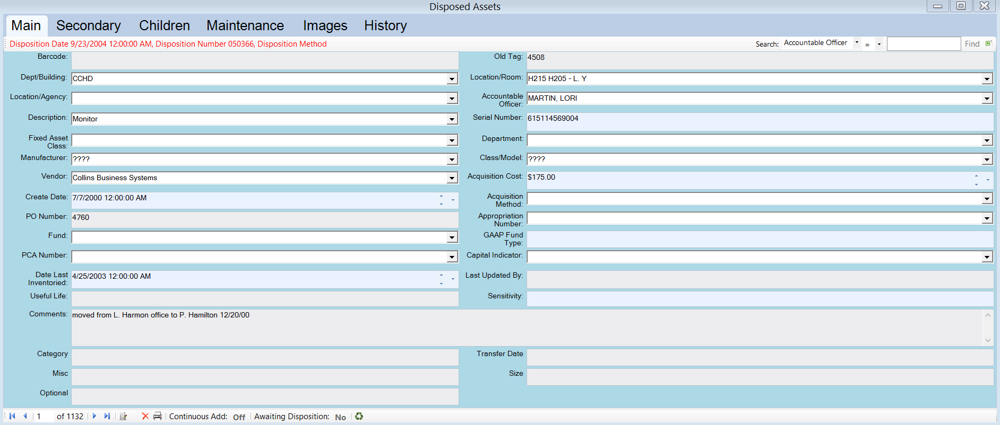 Disposed Assets
Main Secondary Children Maintenance Images History
Disposition Date 9/23/2004 12:00:00 AM, Disposition Number 050366, Disposition Method Search: Accountable Officer = Find
Barcode: Old Tag: 4508
Dept/Building: CCHD Location/Room: H215 H205 - L. Y
Location/Agency: Accountable Officer: MARTIN, LORI
Description: Monitor Serial Number: 615114569004
Fixed Asset Class: Department:
Manufacturer: ???? Class/Model: ????
Vendor: Collins Business Systems Acquisition Cost: $175.00
Create Date: 7/7/2000 12:00:00 AM Acquisition Method:
PO Number: 4760 Appropriation Number:
Fund: GAAP Fund Type:
PCA Number: Capital Indicator:
Date Last Inventoried: 4/25/2003 12:00:00 AM Last Updated By:
Useful Life: Sensitivity:
Comments: moved from L. Harmon office to P. Hamilton 12/20/00
Category Transfer Date
Misc Size
Optional
1 of 1132 Continuous Add: Off Awaiting Disposition: No